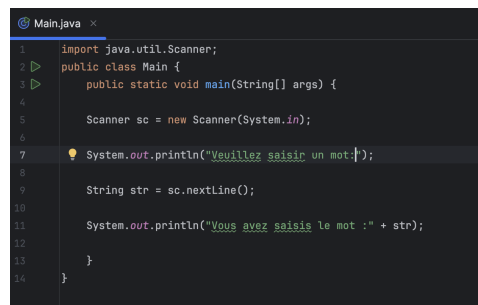 Main.java ×
1 import java.util.Scanner;
2 public class Main {
3 public static void main(String[] args) {
4
5 Scanner sc = new Scanner(System.in);
6
7 System.out.println("Veuillez saisir un mot:");
8
9 String str = sc.nextLine();
10
11 System.out.println("Vous avez saisis le mot :" + str);
12
13 }
14 }